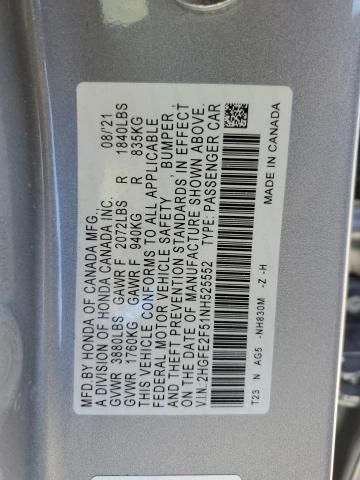 MFD.BY HONDA OF CANADA MFG.,
A DIVISION OF HONDA CANADA INC. 08/'21
GVWR 3880LBS GAWR F 2072LBS R 1840LBS
GVWR 1760KG GAWR F 940KG R 835KG
THIS VEHICLE CONFORMS TO ALL APPLICABLE
FEDERAL MOTOR VEHICLE SAFETY, BUMPER,
AND THEFT PREVENTION STANDARDS IN EFFECT
ON THE DATE OF MANUFACTURE SHOWN ABOVE.
V.I.N.:2HGFE2F51NH525552 TYPE: PASSENGER CAR
T23 N AG5 -NH830M -Z -H MADE IN CANADA